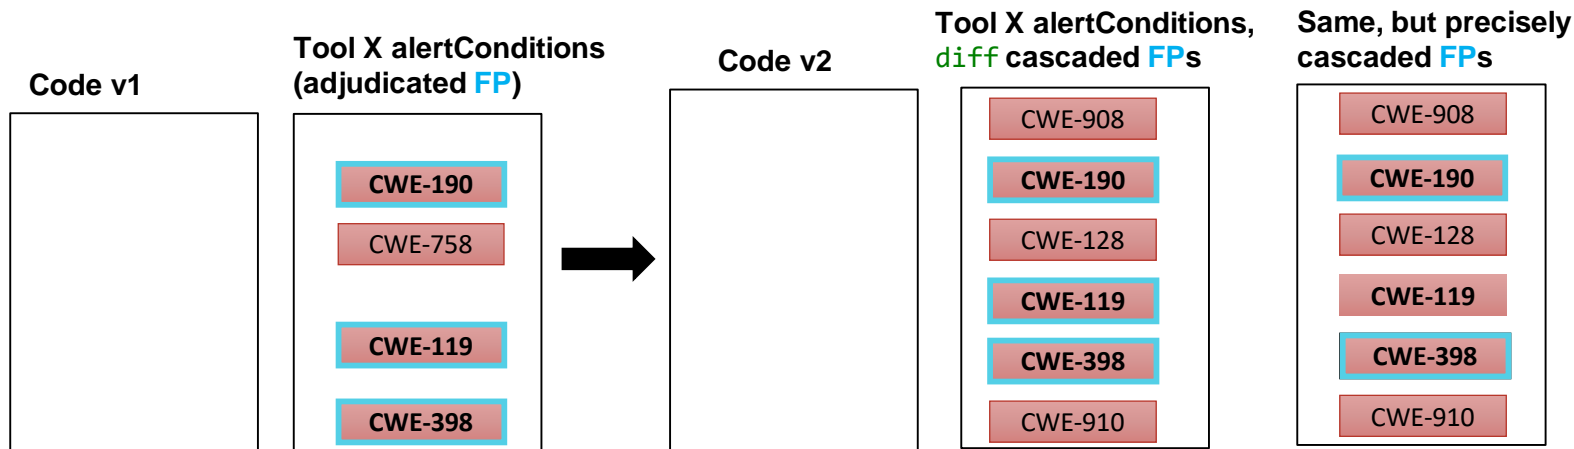 Code v1
Tool X alertConditions
(adjudicated FP)
CWE-190
CWE-758
CWE-119
CWE-398
Code v2
Tool X alertConditions,
diff cascaded FPs
CWE-908
CWE-190
CWE-128
CWE-119
CWE-398
CWE-910
Same, but precisely
cascaded FPs
CWE-908
CWE-190
CWE-128
CWE-119
CWE-398
CWE-910